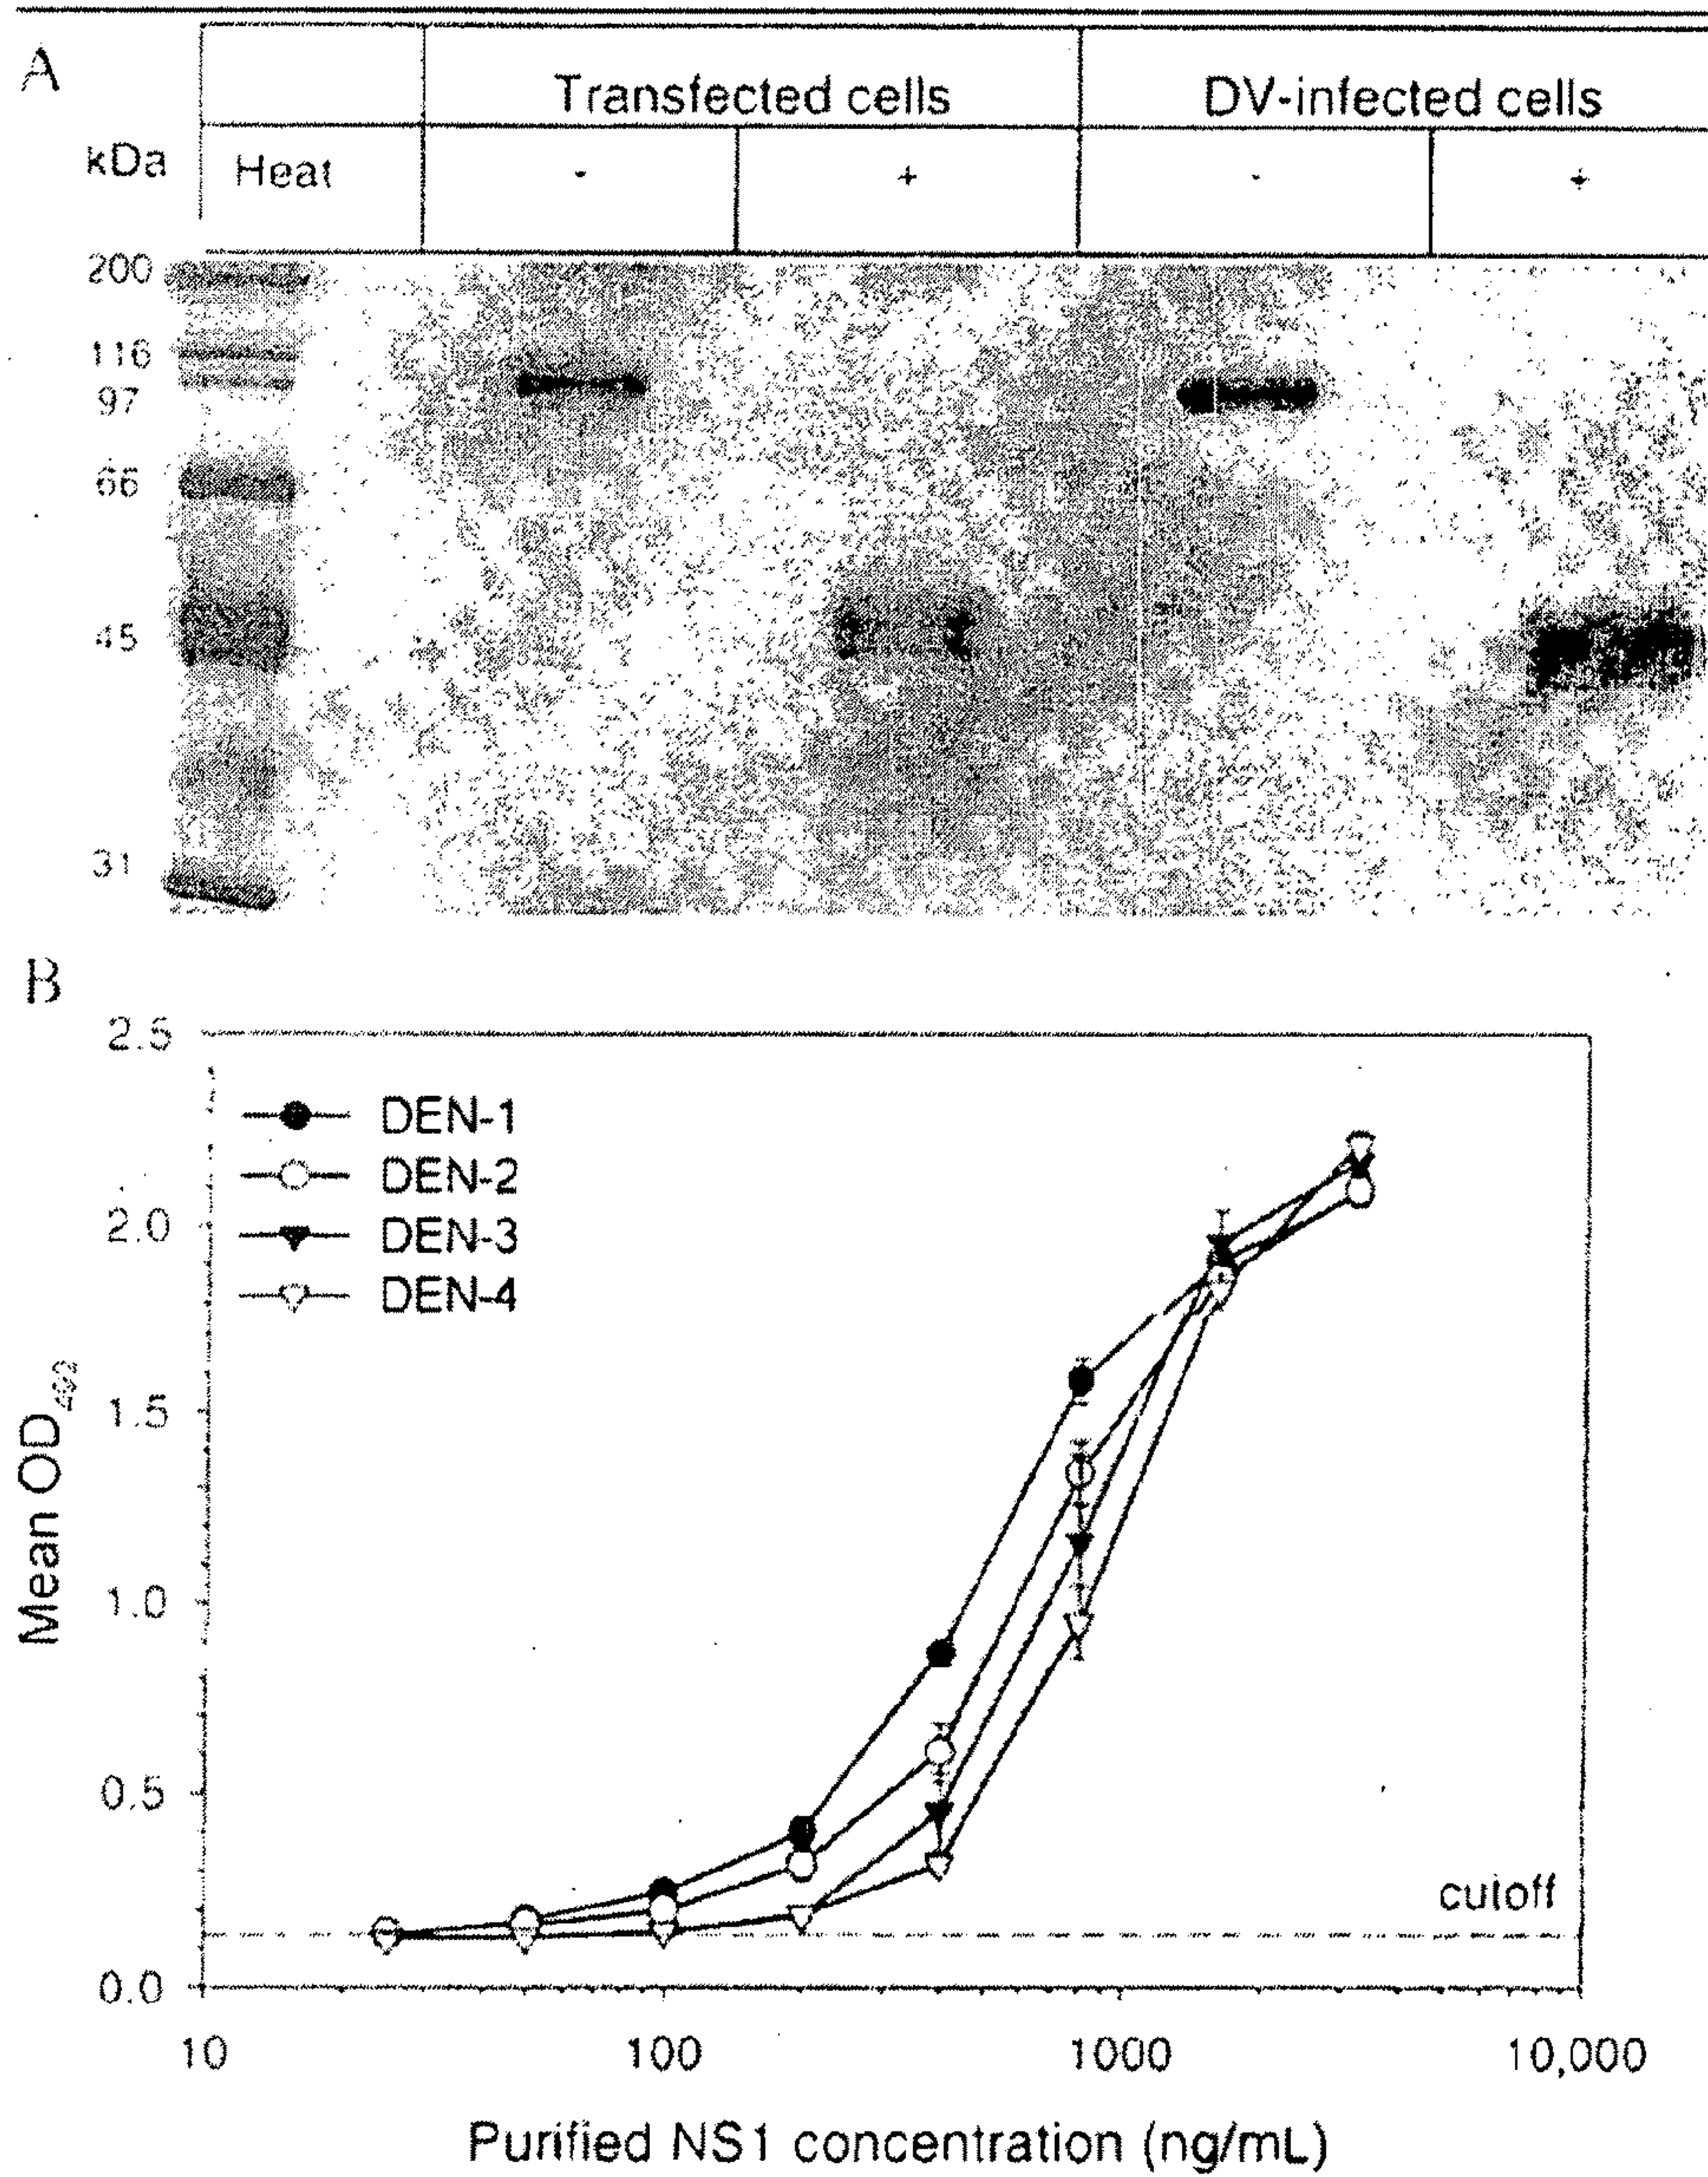 A
Transfected cells DV-infected cells
kDa Heat - + - +
200
116
97
66
45
31
B
2.5
DEN-1
DEN-2
DEN-3
DEN-4
2.0
1.5
1.0
0.5
0.0
Mean OD492
cutoff
10 100 1000 10,000
Purified NS1 concentration (ng/mL)